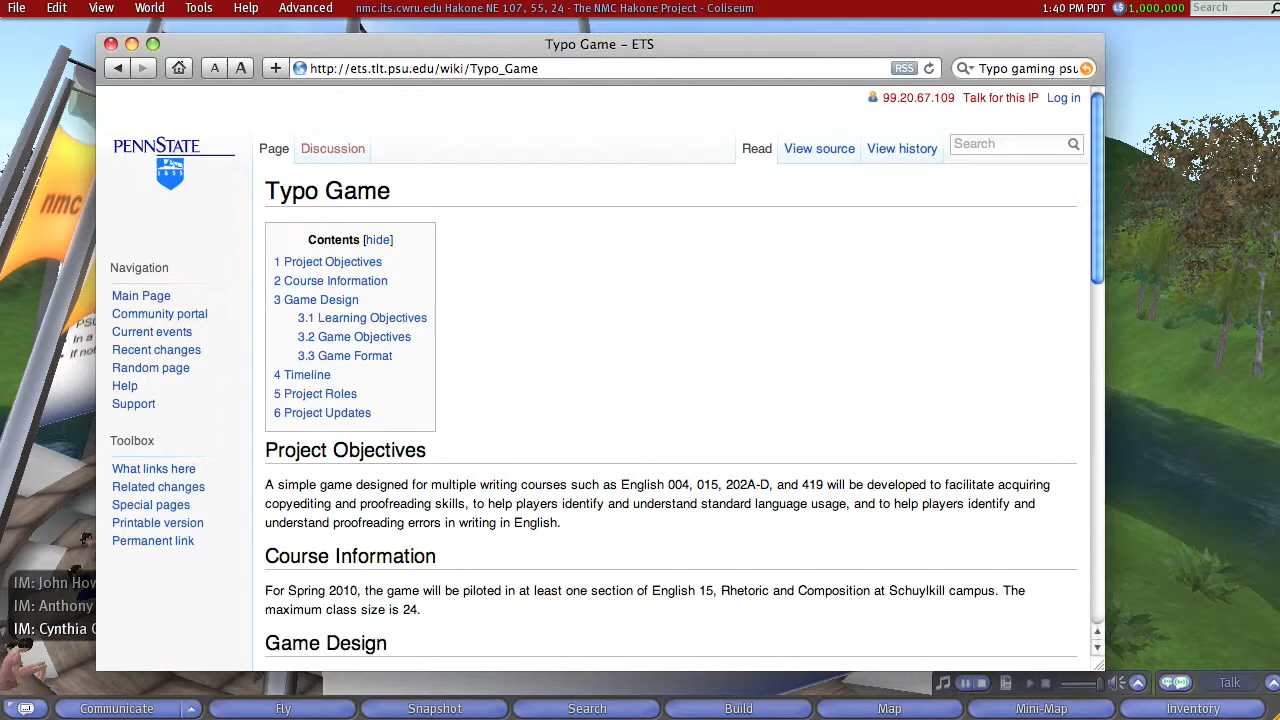 File Edit View World Tools Help Advanced nmc.its.cwru.edu Hakone NE 107, 55, 24 - The NMC Hakone Project - Coliseum 1:40 PM PDT L$ 1,000,000 Search
Typo Game – ETS
A A + http://ets.tlt.psu.edu/wiki/Typo_Game RSS Typo gaming psu
99.20.67.109 Talk for this IP Log in
PENNSTATE
1855
Page Discussion Read View source View history Search
nmc
Typo Game
Contents [hide]
1 Project Objectives
2 Course Information
3 Game Design
3.1 Learning Objectives
3.2 Game Objectives
3.3 Game Format
4 Timeline
5 Project Roles
6 Project Updates
Navigation
Main Page
Community portal
Current events
Recent changes
Random page
Help
Support
Toolbox
What links here
Related changes
Special pages
Printable version
Permanent link
PSU
In a
If not
Project Objectives
A simple game designed for multiple writing courses such as English 004, 015, 202A-D, and 419 will be developed to facilitate acquiring
copyediting and proofreading skills, to help players identify and understand standard language usage, and to help players identify and
understand proofreading errors in writing in English.
Course Information
For Spring 2010, the game will be piloted in at least one section of English 15, Rhetoric and Composition at Schuylkill campus. The
maximum class size is 24.
Game Design
IM: John How
IM: Anthony
IM: Cynthia C
Talk
Communicate Fly Snapshot Search Build Map Mini-Map Inventory